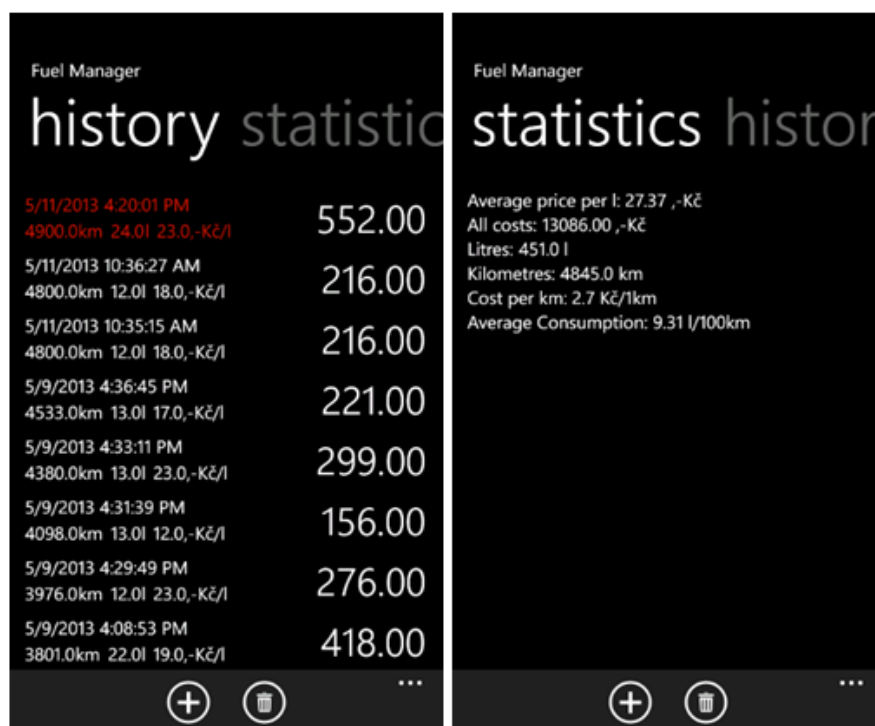 Fuel Manager
history statistic
5/11/2013 4:20:01 PM
4900.0km 24.0l 23.0,-Kč/l
552.00
5/11/2013 10:36:27 AM
4800.0km 12.0l 18.0,-Kč/l
216.00
5/11/2013 10:35:15 AM
4800.0km 12.0l 18.0,-Kč/l
216.00
5/9/2013 4:36:45 PM
4533.0km 13.0l 17.0,-Kč/l
221.00
5/9/2013 4:33:11 PM
4380.0km 13.0l 23.0,-Kč/l
299.00
5/9/2013 4:31:39 PM
4098.0km 13.0l 12.0,-Kč/l
156.00
5/9/2013 4:29:49 PM
3976.0km 12.0l 23.0,-Kč/l
276.00
5/9/2013 4:08:53 PM
3801.0km 22.0l 19.0,-Kč/l
418.00
Fuel Manager
statistics histor
Average price per l: 27.37 ,-Kč
All costs: 13086.00 ,-Kč
Litres: 451.0 l
Kilometres: 4845.0 km
Cost per km: 2.7 Kč/1km
Average Consumption: 9.31 l/100km